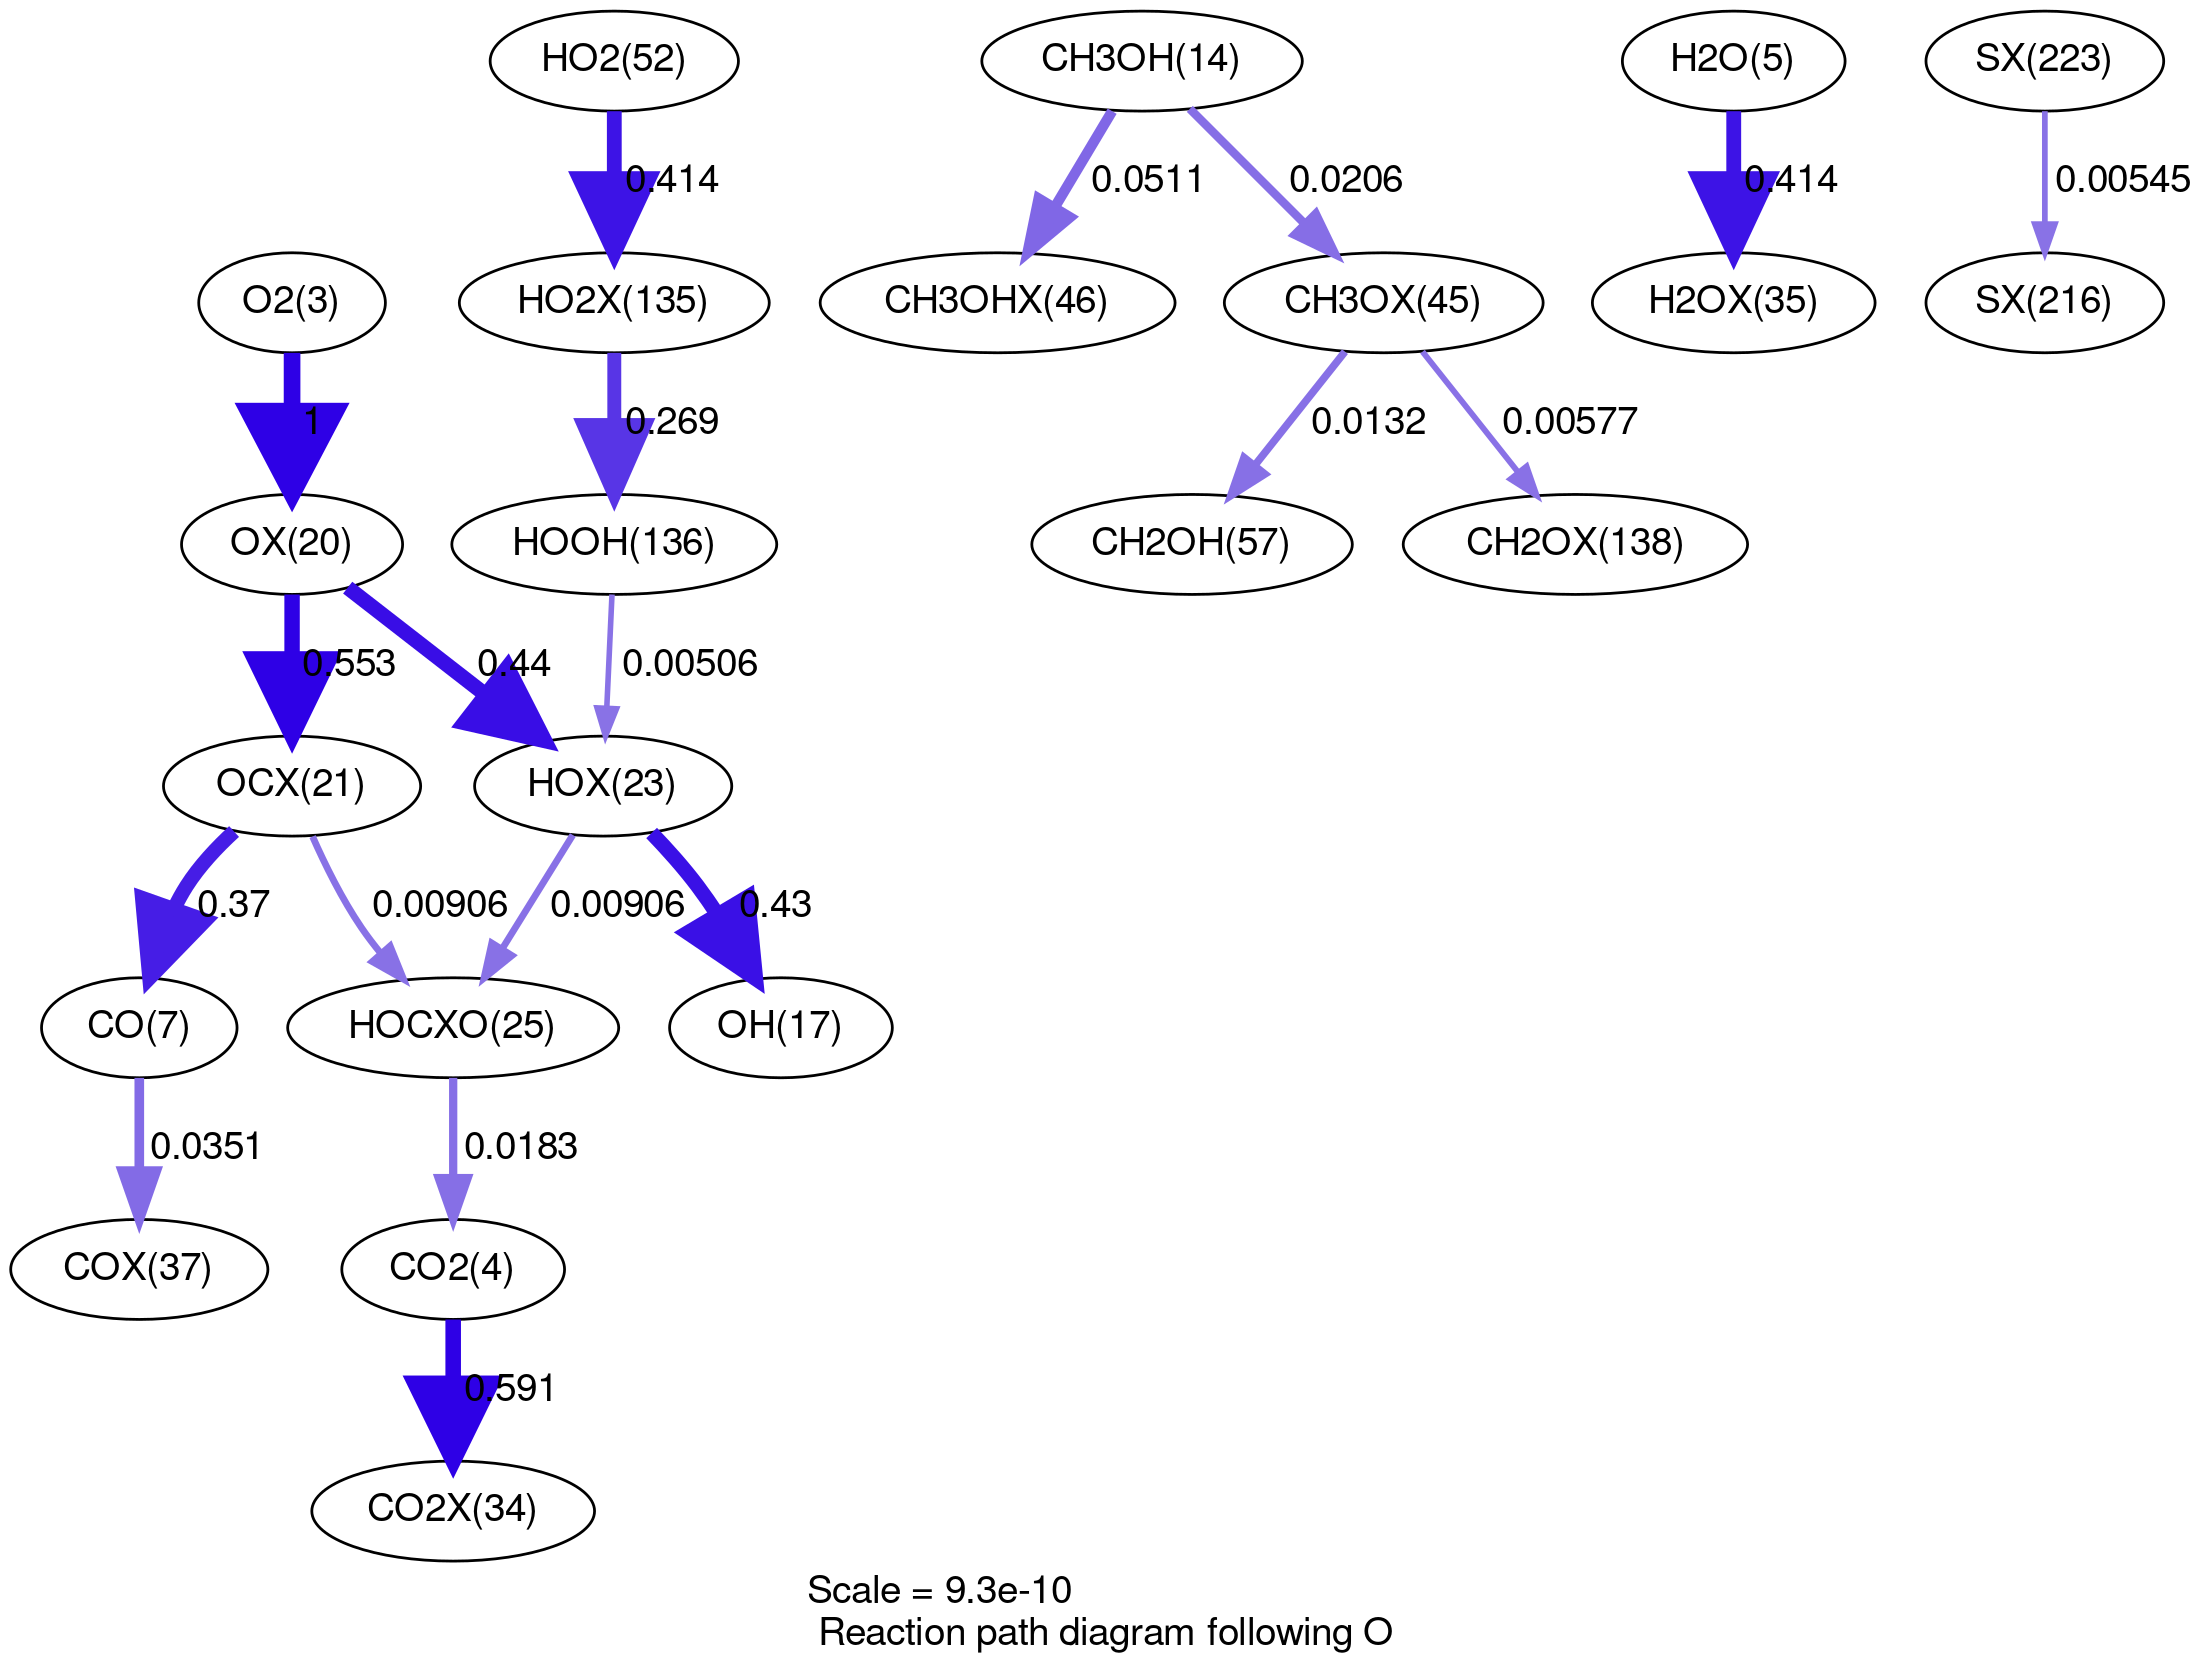 HO2(52)
CH3OH(14)
H2O(5)
SX(223)
0.414
0.0511
0.0206
0.414
0.00545
O2(3)
HO2X(135)
CH3OHX(46)
CH3OX(45)
H2OX(35)
SX(216)
1
0.269
0.0132
0.00577
OX(20)
HOOH(136)
CH2OH(57)
CH2OX(138)
0.553
0.44
0.00506
OCX(21)
HOX(23)
0.37
0.00906
0.00906
0.43
CO(7)
HOCXO(25)
OH(17)
0.0351
0.0183
COX(37)
CO2(4)
0.591
CO2X(34)
Scale = 9.3e-10
Reaction path diagram following O